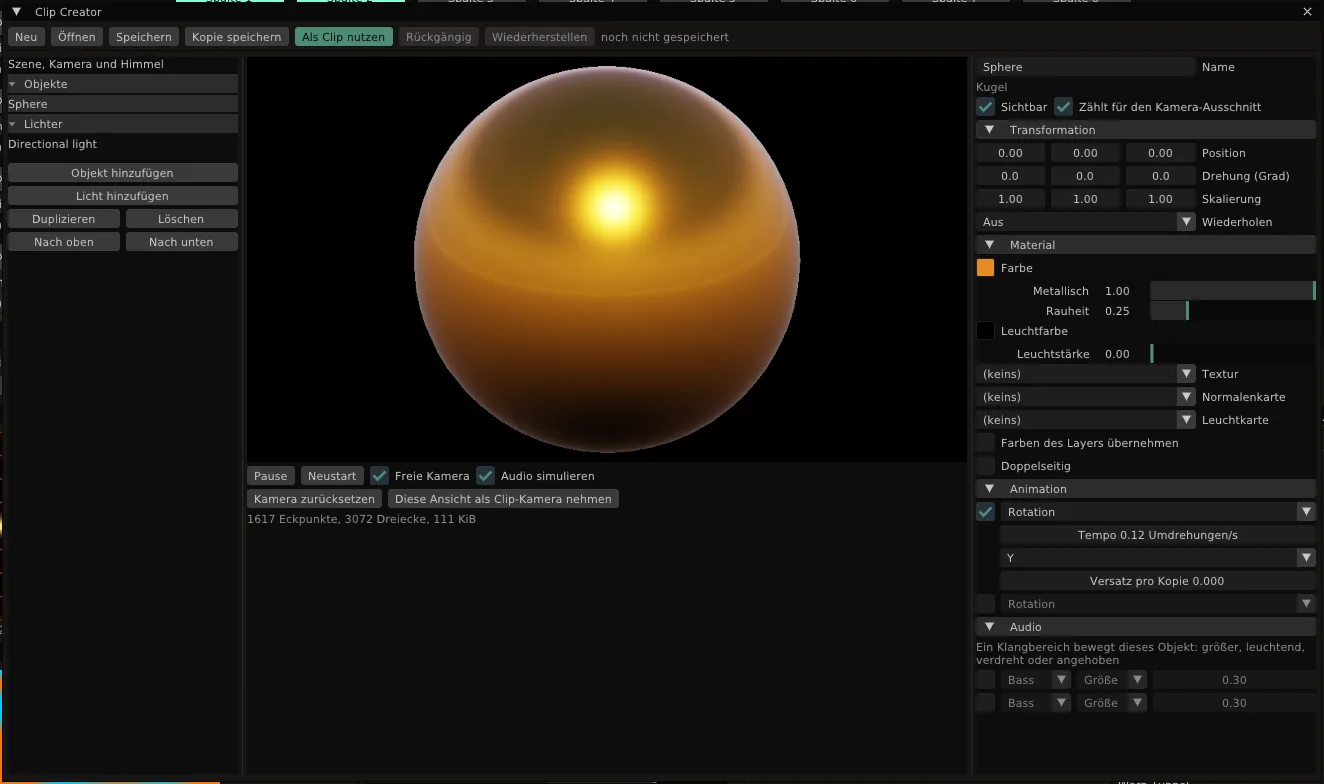 Clip Creator
Neu Öffnen Speichern Kopie speichern Als Clip nutzen Rückgängig Wiederherstellen noch nicht gespeichert
Szene, Kamera und Himmel
Objekte
Sphere
Lichter
Directional light
Objekt hinzufügen
Licht hinzufügen
Duplizieren Löschen
Nach oben Nach unten
Pause Neustart Freie Kamera Audio simulieren
Kamera zurücksetzen Diese Ansicht als Clip-Kamera nehmen
1617 Eckpunkte, 3072 Dreiecke, 111 KiB
Sphere Name
Kugel
Sichtbar Zählt für den Kamera-Ausschnitt
Transformation
0.00 0.00 0.00 Position
0.0 0.0 0.0 Drehung (Grad)
1.00 1.00 1.00 Skalierung
Aus Wiederholen
Material
Farbe
Metallisch 1.00
Rauheit 0.25
Leuchtfarbe
Leuchtstärke 0.00
(keins) Textur
(keins) Normalenkarte
(keins) Leuchtkarte
Farben des Layers übernehmen
Doppelseitig
Animation
Rotation
Tempo 0.12 Umdrehungen/s
Y
Versatz pro Kopie 0.000
Rotation
Audio
Ein Klangbereich bewegt dieses Objekt: größer, leuchtend,
verdreht oder angehoben
Bass Größe 0.30
Bass Größe 0.30